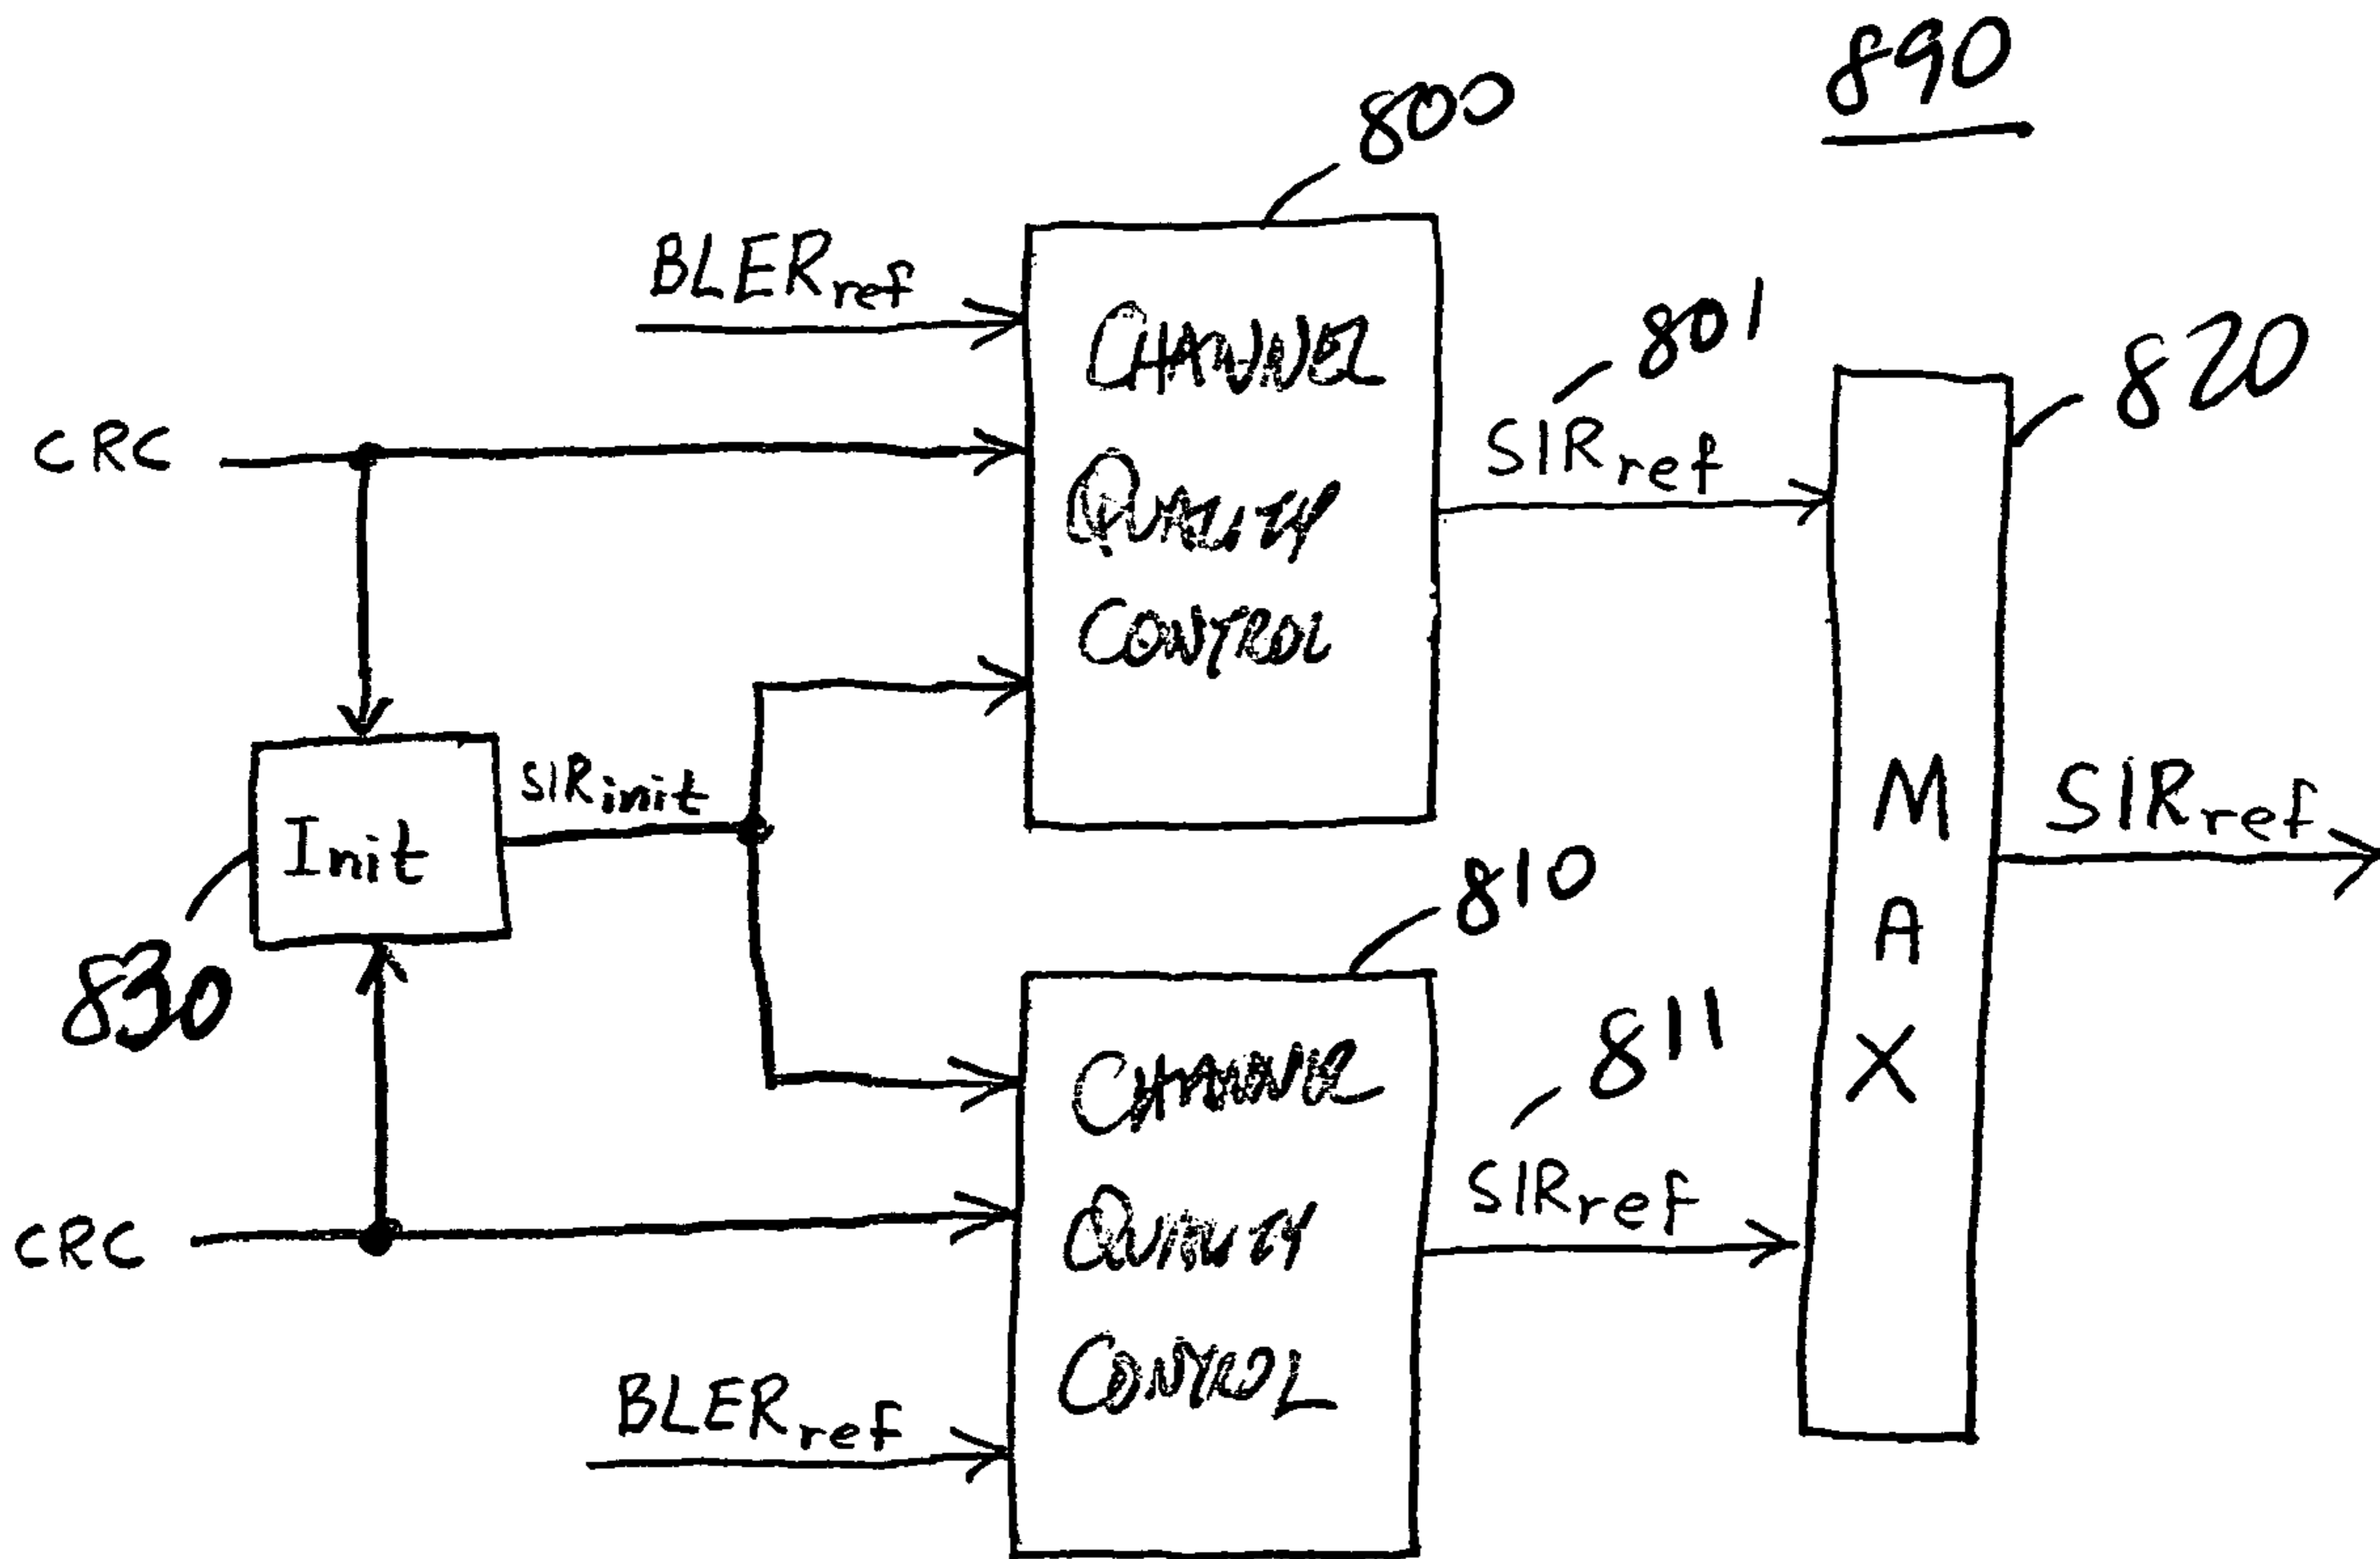 890
800
BLERref
CHANNEL
QUALITY
CONTROL
801
820
CRC
SIRref
SIRinit
Init
830
M
A
X
SIRref
810
CHANNEL
QUALITY
CONTROL
811
SIRref
CRC
BLERref